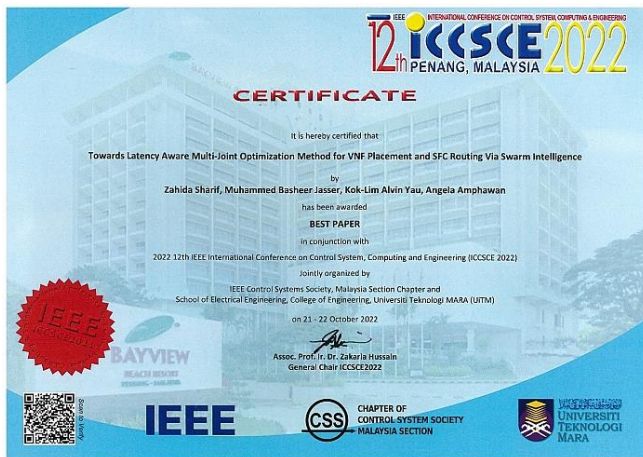 IEEE INTERNATIONAL CONFERENCE ON CONTROL SYSTEM, COMPUTING & ENGINEERING
12th ICCSCE 2022
PENANG, MALAYSIA
CERTIFICATE
It is hereby certified that
Towards Latency Aware Multi-Joint Optimization Method for VNF Placement and SFC Routing Via Swarm Intelligence
by
Zahida Sharif, Muhammed Basheer Jasser, Kok-Lim Alvin Yau, Angela Amphawan
has been awarded
BEST PAPER
in conjunction with
2022 12th IEEE International Conference on Control System, Computing and Engineering (ICCSCE 2022)
Jointly organized by
IEEE Control Systems Society, Malaysia Section Chapter and
School of Electrical Engineering, College of Engineering, Universiti Teknologi MARA (UiTM)
on 21 - 22 October 2022
Assoc. Prof. Ir. Dr. Zakaria Hussain
General Chair ICCSCE2022
IEEE
ICCSCE2022
BAYVIEW
BEACH RESORT
Scan to Verify
IEEE
CSS
CHAPTER OF
CONTROL SYSTEM SOCIETY
MALAYSIA SECTION
UNIVERSITI
TEKNOLOGI
MARA